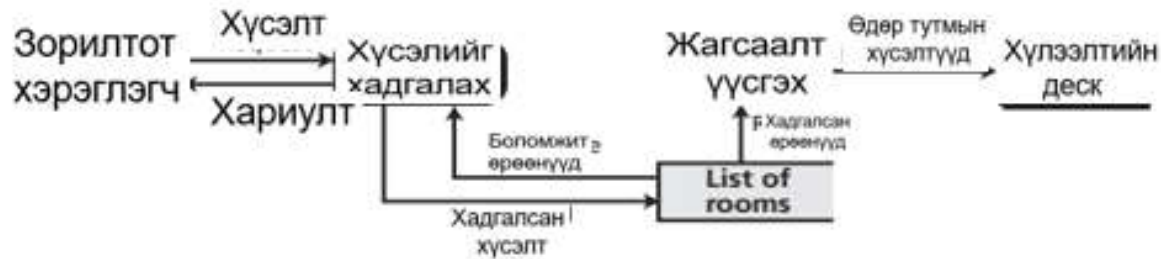 Зорилтот
хэрэглэгч
Хүсэлт
Хариулт
Хүсэлийг
хадгалах
Боломжит
өрөөнүүд
Хадгалсан
хүсэлт
List of
rooms
Хадгалсан
өрөөнүүд
Жагсаалт
үүсгэх
Өдөр тутмын
хүсэлтүүд
Хүлээлтийн
деск